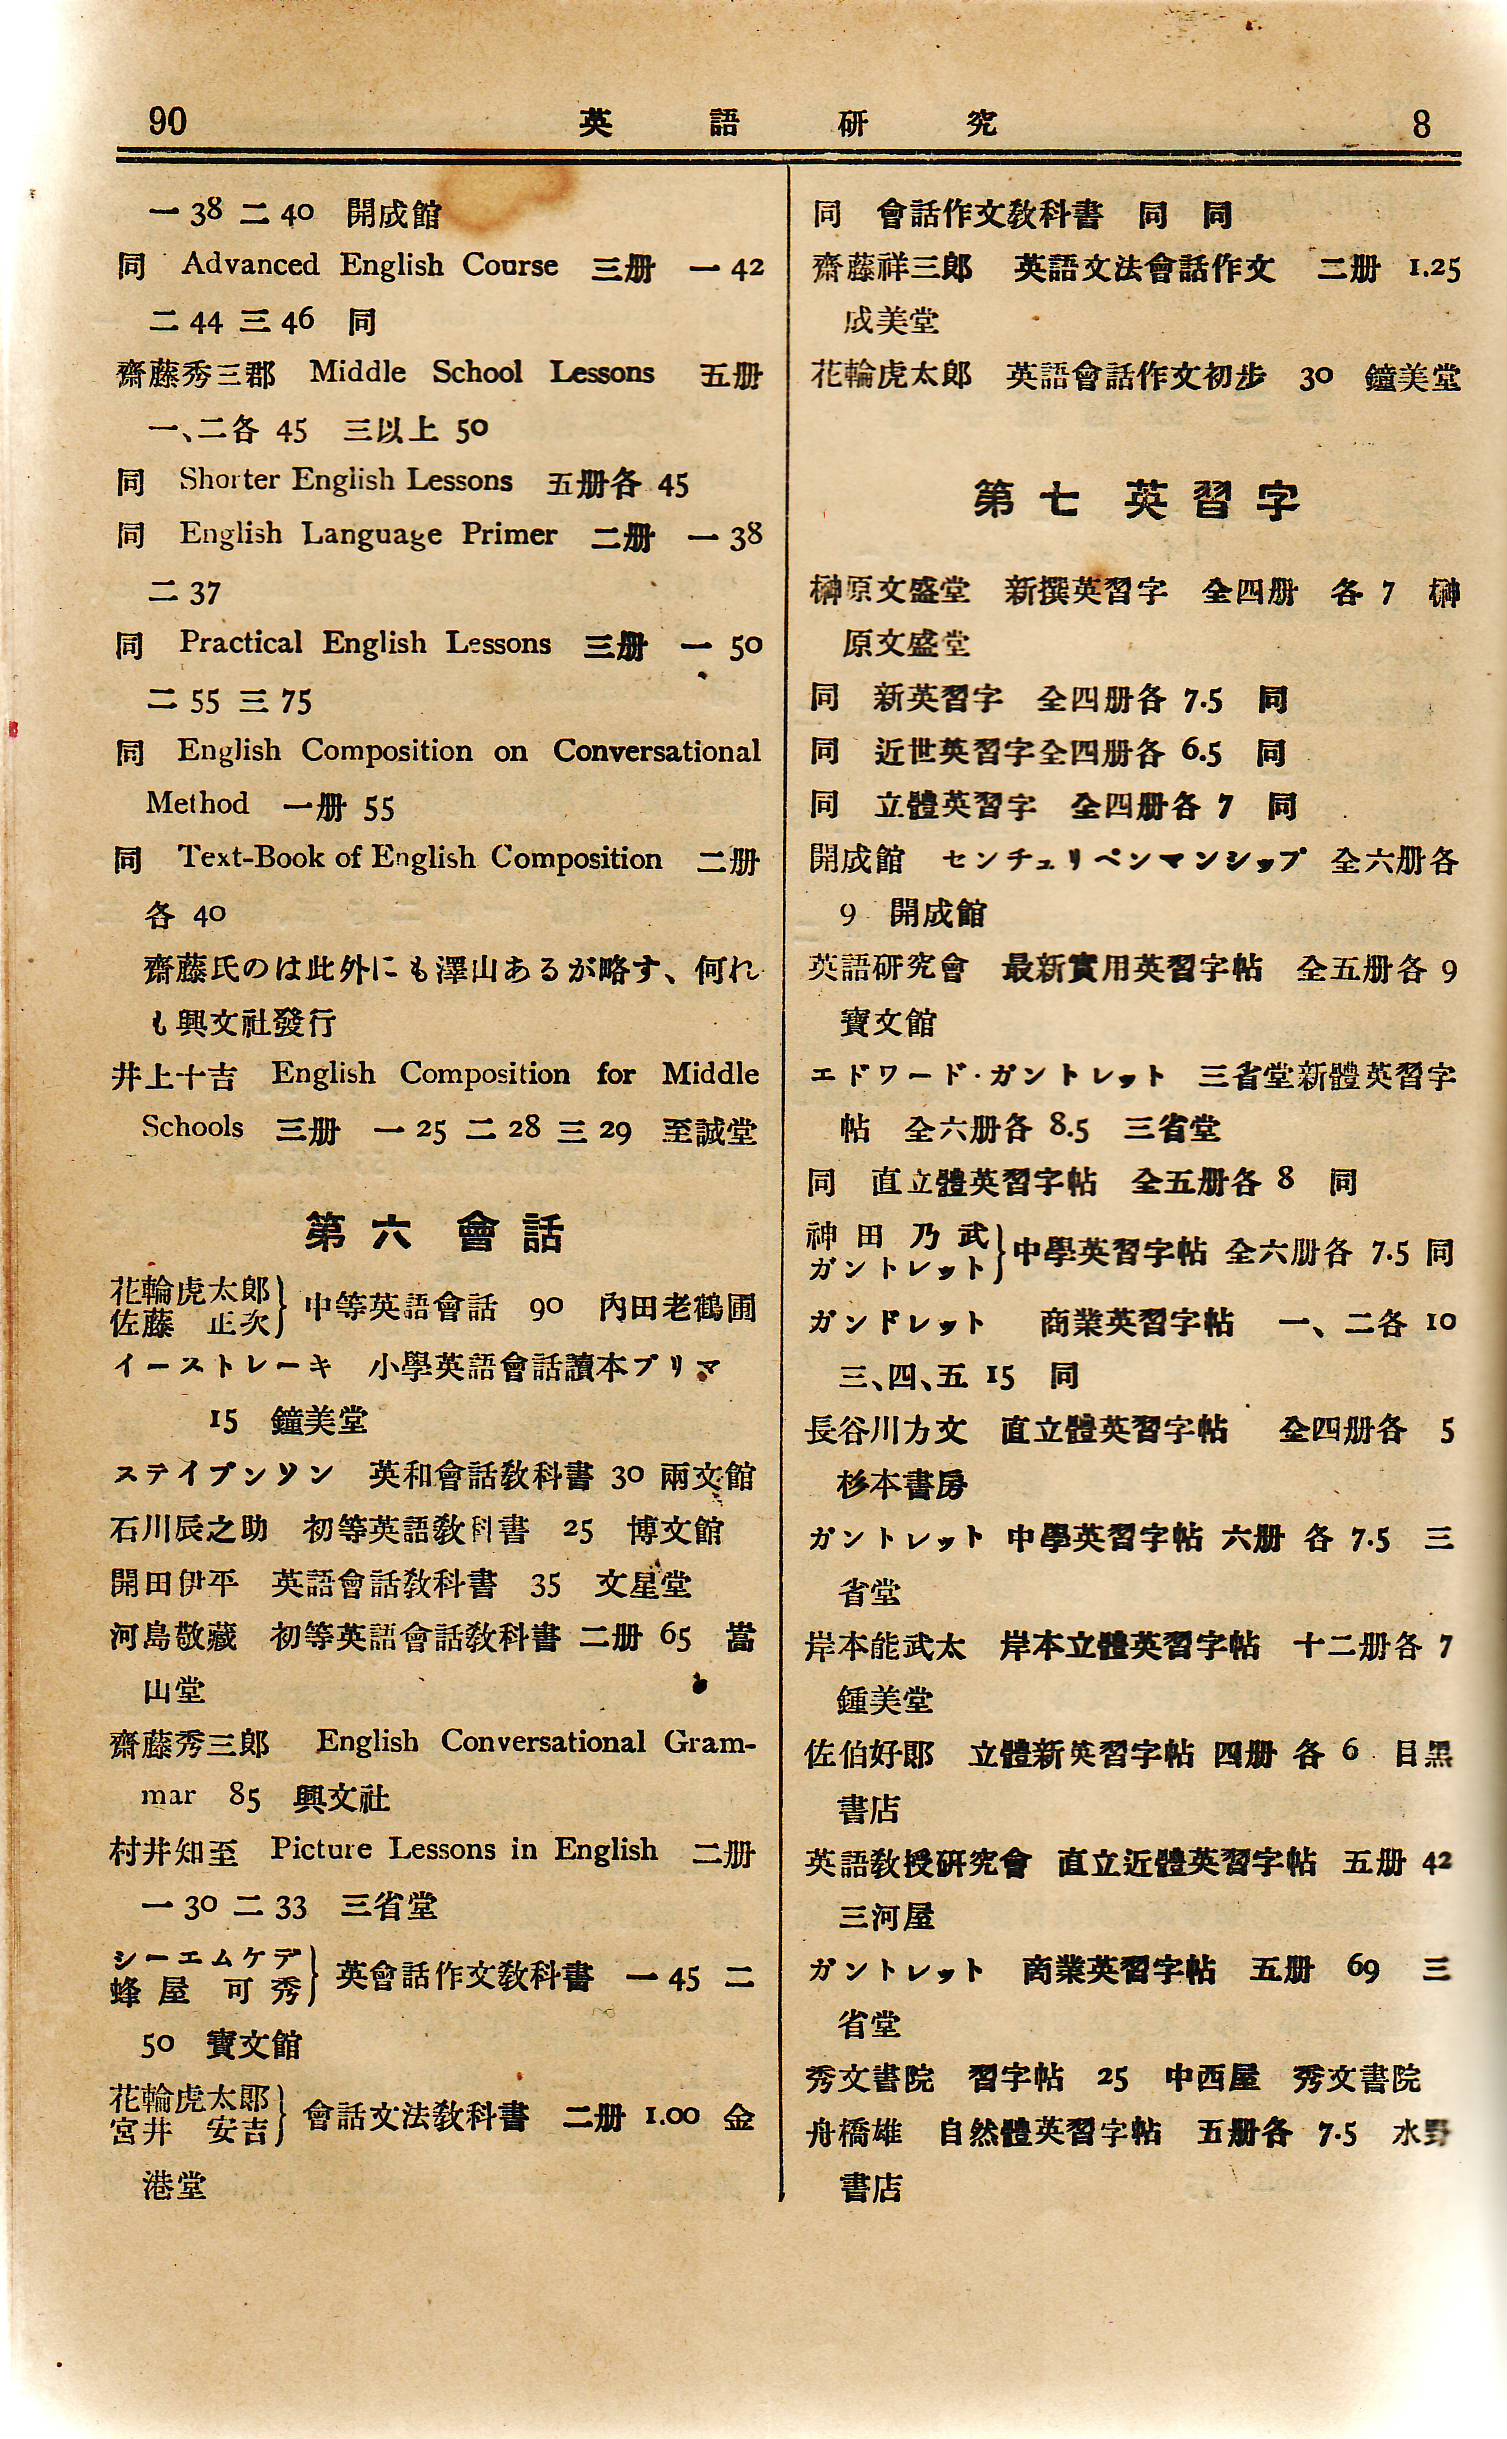 90 英語研究 8
一 38 二 40 開成館
同 Advanced English Course 三册 一 42
二 44 三 46 同
齋藤秀三郡 Middle School Lessons 五册
一、二各 45 三以上 50
同 Shorter English Lessons 五册各 45
同 English Language Primer 二册 一 38
二 37
同 Practical English Lessons 三册 一 50
二 55 三 75
同 English Composition on Conversational
Method 一册 55
同 Text-Book of English Composition 二册
各 40
齋藤氏のは此外にも澤山あるが略す、何れ
も興文社發行
井上十吉 English Composition for Middle
Schools 三册 一 25 二 28 三 29 至誠堂
第六 會話
花輪虎太郎
佐藤 正次} 中等英語會話 90 內田老鶴圃
イーストレーキ 小學英語會話讀本プリマ
15 鐘美堂
ステイプンソン 英和會話敎科書 30 兩文館
石川辰之助 初等英語敎科書 25 博文館
開田伊平 英語會話敎科書 35 文星堂
河島敬藏 初等英語會話敎科書 二册 65 嵩
山堂
齋藤秀三郎 English Conversational Gram-
mar 85 興文社
村井知至 Picture Lessons in English 二册
一 30 二 33 三省堂
シーエムケデ
蜂屋可秀} 英會話作文敎科書 一 45 二
50 寶文館
花輪虎太郎
宮井 安吉} 會話文法敎科書 二册 1.00 金
港堂
同 會話作文敎科書 同 同
齋藤祥三郎 英語文法會話作文 二册 1.25
成美堂
花輪虎太郎 英語會話作文初步 30 鐘美堂
第七 英習字
榊原文盛堂 新撰英習字 全四册 各 7 榊
原文盛堂
同 新英習字 全四册各 7.5 同
同 近世英習字全四册各 6.5 同
同 立體英習字 全四册各 7 同
開成館 センチュリペンマンシップ 全六册各
9 開成館
英語研究會 最新實用英習字帖 全五册各 9
寶文館
エドワード·ガントレット 三省堂新體英習字
帖 全六册各 8.5 三省堂
同 直立體英習字帖 全五册各 8 同
神田乃武
ガントレット} 中學英習字帖 全六册各 7.5 同
ガンドレット 商業英習字帖 一、二各 10
三、四、五 15 同
長谷川方文 直立體英習字帖 全四册各 5
杉本書房
ガントレット 中學英習字帖 六册 各 7.5 三
省堂
岸本能武太 岸本立體英習字帖 十二册各 7
鍾美堂
佐伯好郎 立體新英習字帖 四册 各 6 目黑
書店
英語敎授硏究會 直立近體英習字帖 五册 42
三河屋
ガントレット 商業英習字帖 五册 69 三
省堂
秀文書院 習字帖 25 中西屋 秀文書院
舟橋雄 自然體英習字帖 五册各 7.5 水野
書店